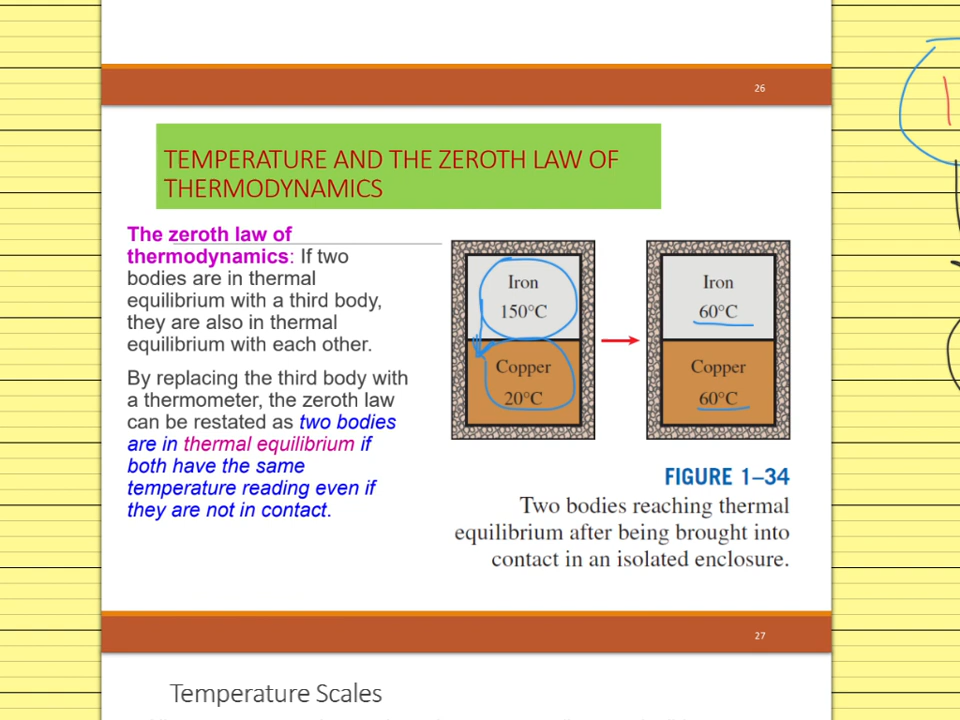 26
TEMPERATURE AND THE ZEROTH LAW OF
THERMODYNAMICS
The zeroth law of
thermodynamics: If two
bodies are in thermal
equilibrium with a third body,
they are also in thermal
equilibrium with each other.
By replacing the third body with
a thermometer, the zeroth law
can be restated as two bodies
are in thermal equilibrium if
both have the same
temperature reading even if
they are not in contact.
Iron
150°C
Copper
20°C
Iron
60°C
Copper
60°C
FIGURE 1–34
Two bodies reaching thermal
equilibrium after being brought into
contact in an isolated enclosure.
27
Temperature Scales